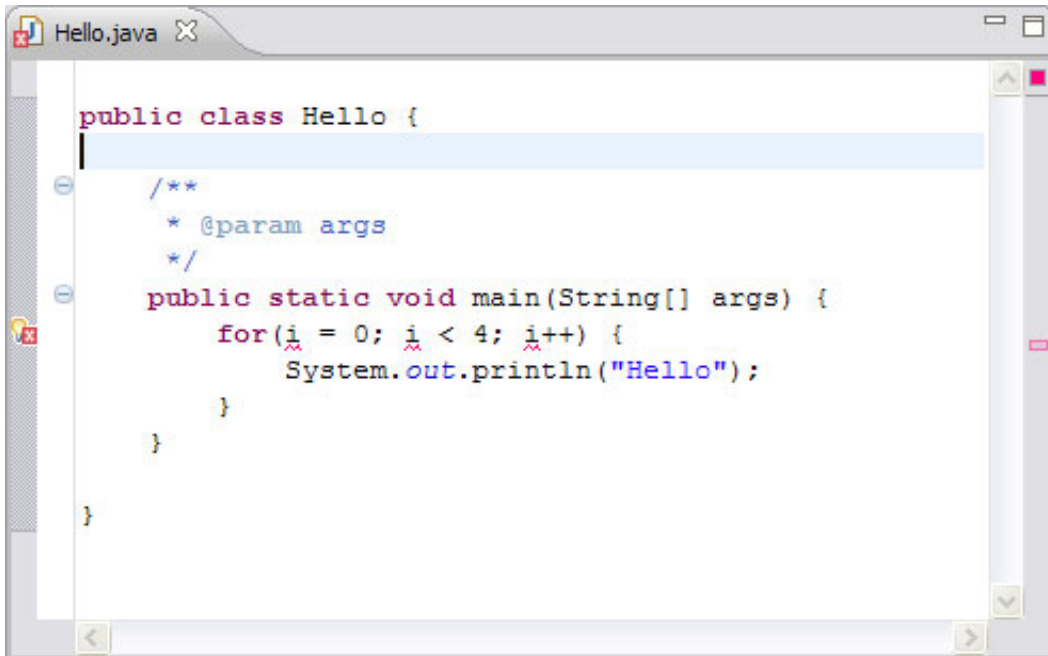 Hello.java
public class Hello {
/**
* @param args
*/
public static void main(String[] args) {
for(i = 0; i < 4; i++) {
System.out.println("Hello");
}
}
}